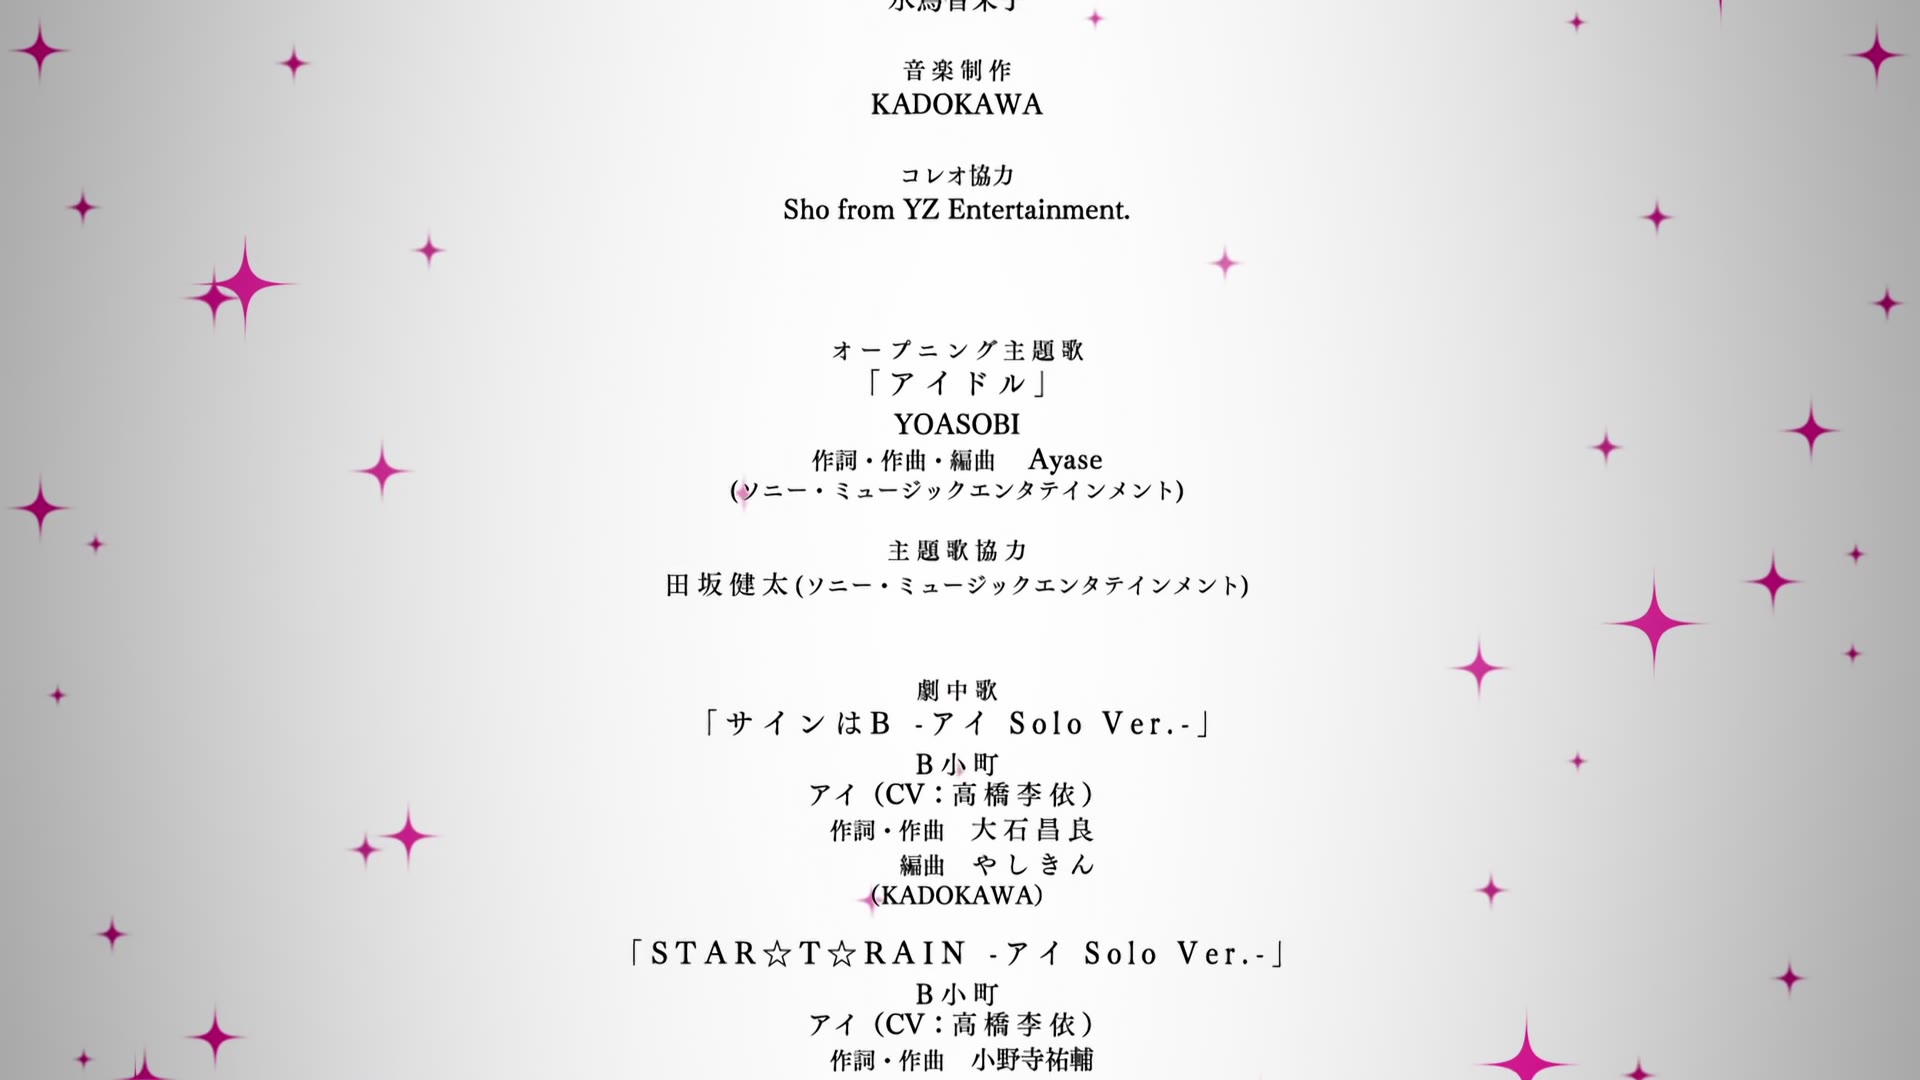 音楽制作
KADOKAWA
コレオ協力
Sho from YZ Entertainment.
オープニング主題歌
「アイドル」
YOASOBI
作詞・作曲・編曲　Ayase
(ソニー・ミュージックエンタテインメント)
主題歌協力
田坂健太(ソニー・ミュージックエンタテインメント)
劇中歌
「サインはB -アイ Solo Ver.-」
B小町
アイ（CV：高橋李依）
作詞・作曲　大石昌良
編曲　やしきん
（KADOKAWA）
「STAR☆T☆RAIN -アイ Solo Ver.-」
B小町
アイ（CV：高橋李依）
作詞・作曲　小野寺祐輔